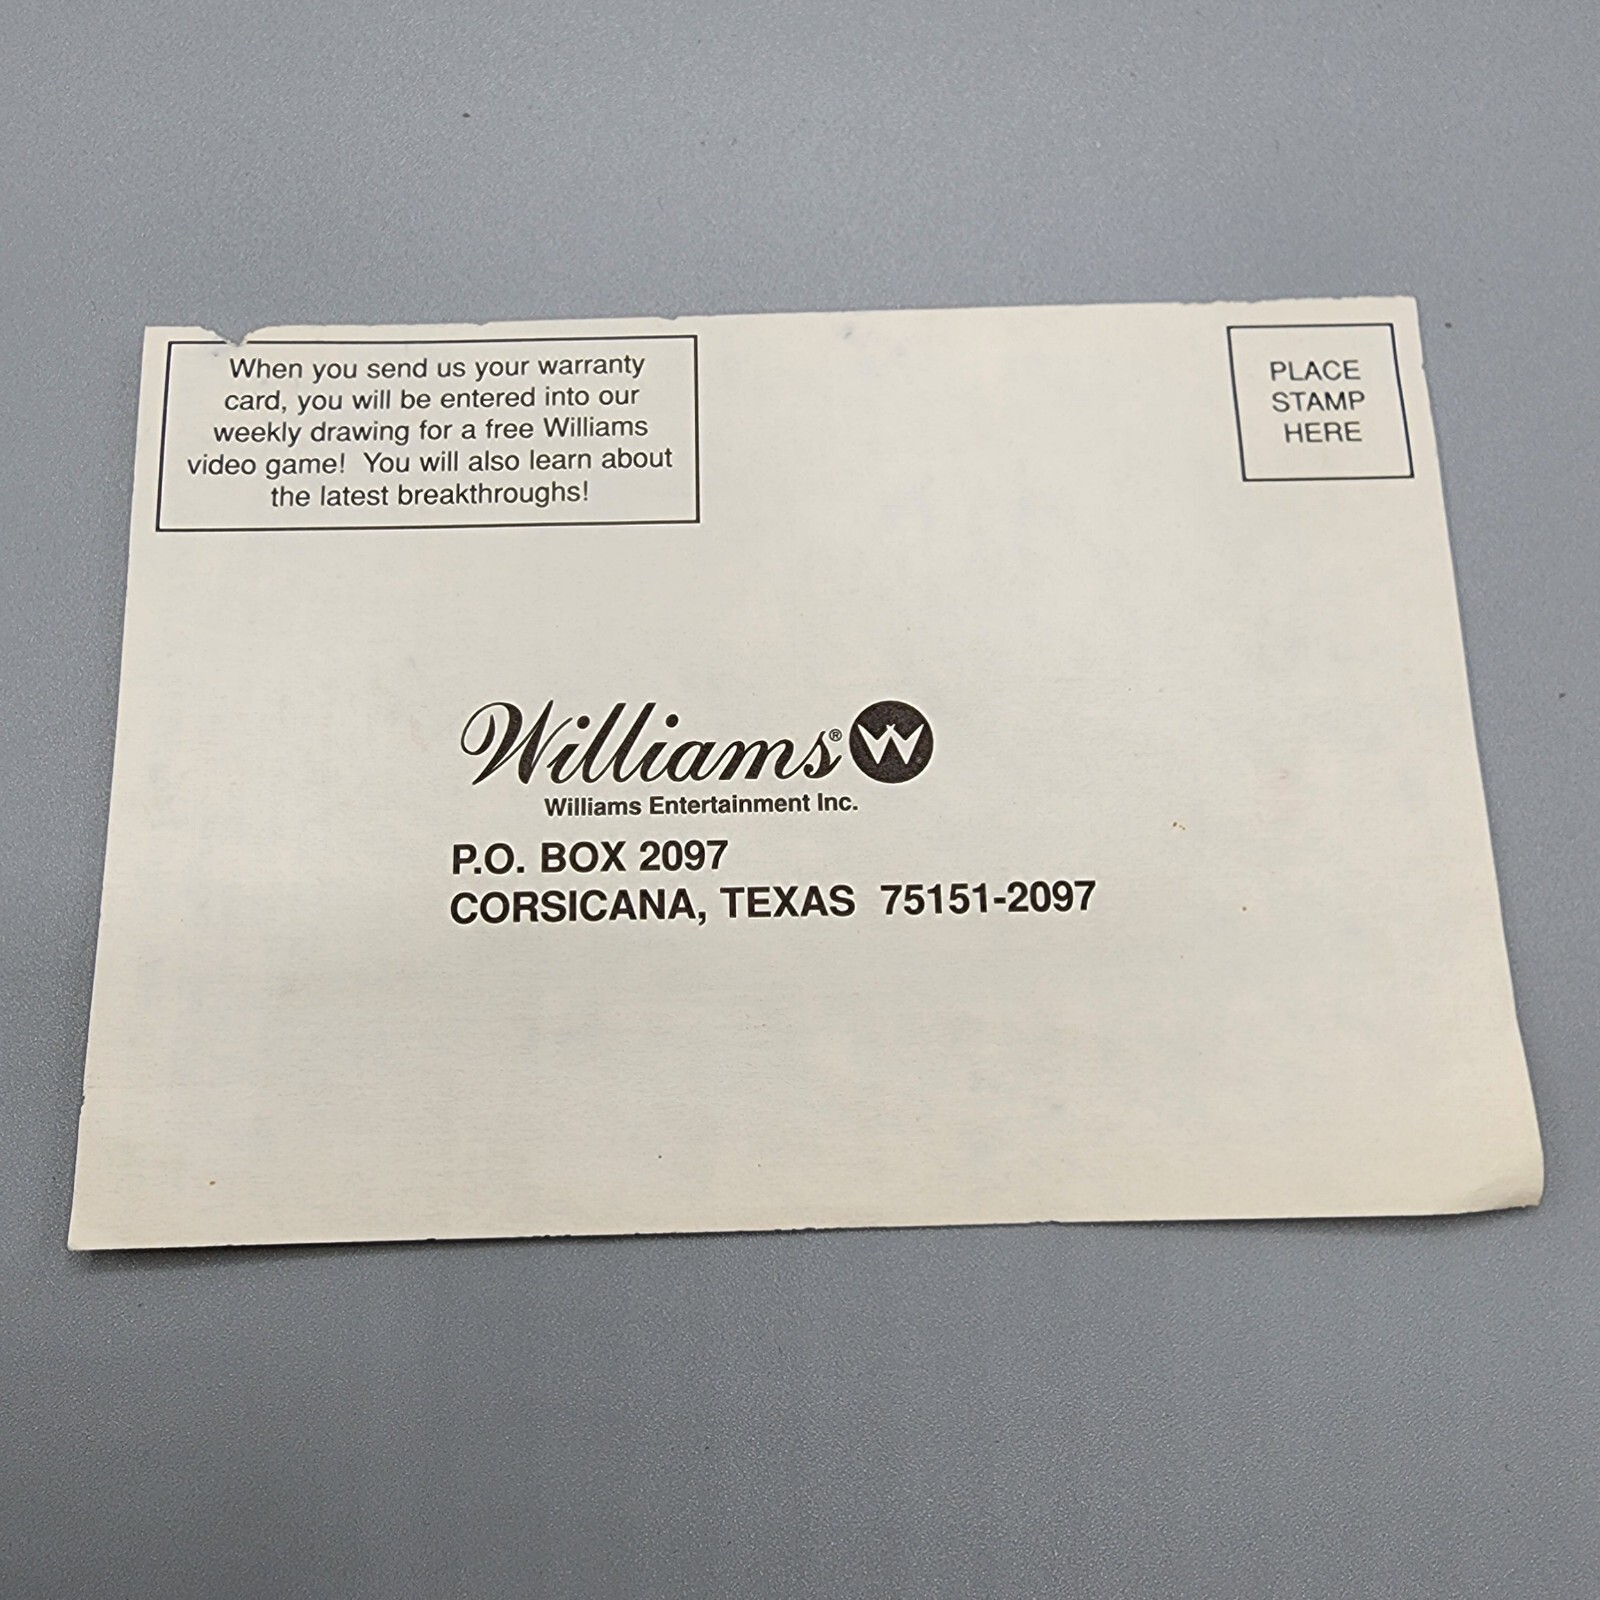 When you send us your warranty
card, you will be entered into our
weekly drawing for a free Williams
video game!  You will also learn about
the latest breakthroughs!
PLACE
STAMP
HERE
Williams® W
Williams Entertainment Inc.
P.O. BOX 2097
CORSICANA, TEXAS  75151-2097